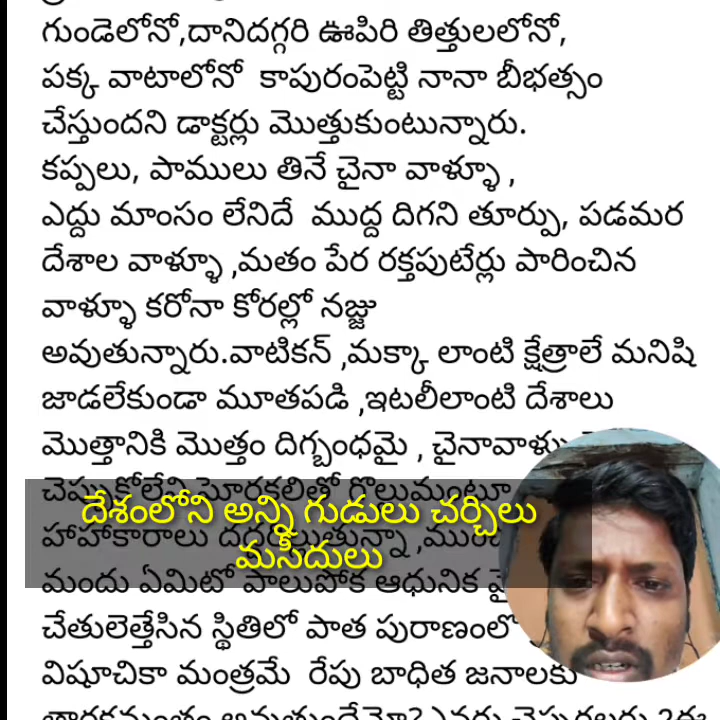 గుండెలోనో,దానిదగ్గరి ఊపిరి తిత్తులలోనో,
పక్క వాటాలోనో కాపురంపెట్టి నానా బీభత్సం
చేస్తుందని డాక్టర్లు మొత్తుకుంటున్నారు.
కప్పలు, పాములు తినే చైనా వాళ్ళూ ,
ఎద్దు మాంసం లేనిదే ముద్ద దిగని తూర్పు, పడమర
దేశాల వాళ్ళూ ,మతం పేర రక్తపుటేర్లు పారించిన
వాళ్ళూ కరోనా కోరల్లో నజ్జు
అవుతున్నారు.వాటికన్ ,మక్కా లాంటి క్షేత్రాలే మనిషి
జాడలేకుండా మూతపడి ,ఇటలీలాంటి దేశాలు
మొత్తానికి మొత్తం దిగ్బంధమై , చైనావాళ్ళు
దేశంలోని అన్ని గుడులు చర్చిలు
మసీదులు
మందు ఏమిటో పాలుపోక ఆధునిక
చేతులెత్తేసిన స్థితిలో పాత పురాణంలో
విషూచికా మంత్రమే రేపు బాధిత జనాలకు